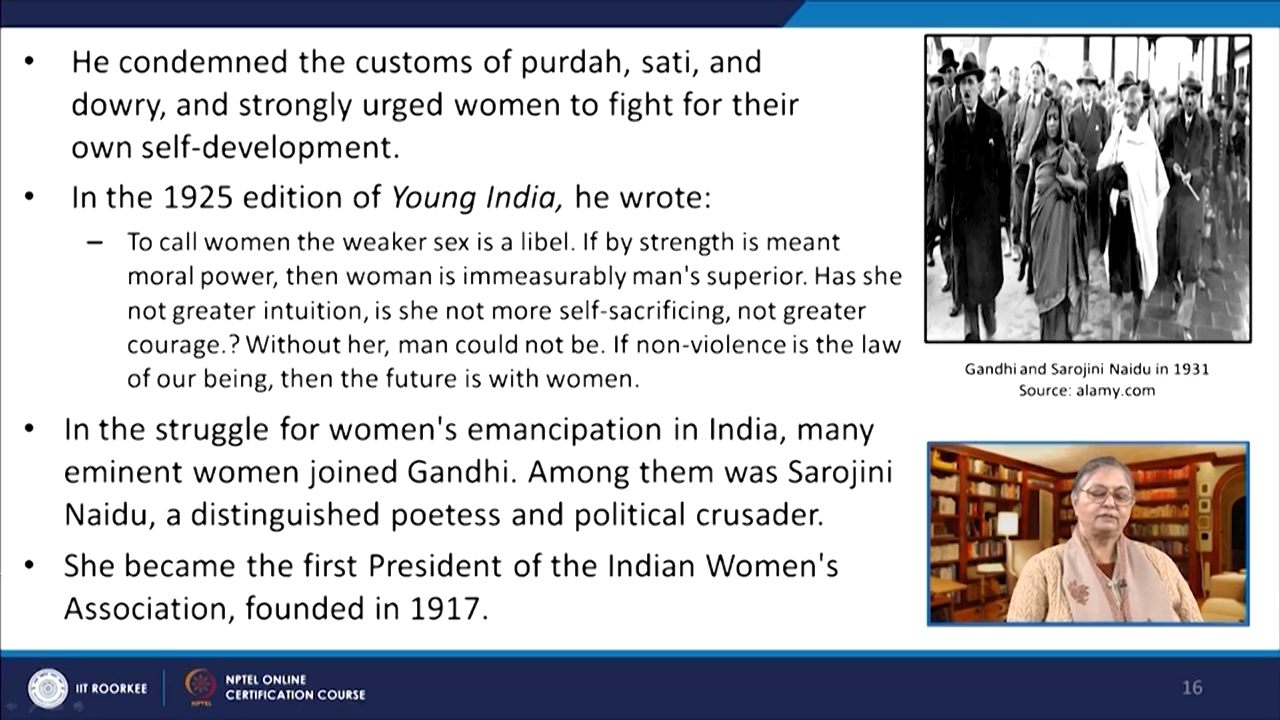 • He condemned the customs of purdah, sati, and
dowry, and strongly urged women to fight for their
own self-development.
• In the 1925 edition of Young India, he wrote:
– To call women the weaker sex is a libel. If by strength is meant
moral power, then woman is immeasurably man's superior. Has she
not greater intuition, is she not more self-sacrificing, not greater
courage.? Without her, man could not be. If non-violence is the law
of our being, then the future is with women.
• In the struggle for women's emancipation in India, many
eminent women joined Gandhi. Among them was Sarojini
Naidu, a distinguished poetess and political crusader.
• She became the first President of the Indian Women's
Association, founded in 1917.
Gandhi and Sarojini Naidu in 1931
Source: alamy.com
IIT ROORKEE
NPTEL
NPTEL ONLINE
CERTIFICATION COURSE
16